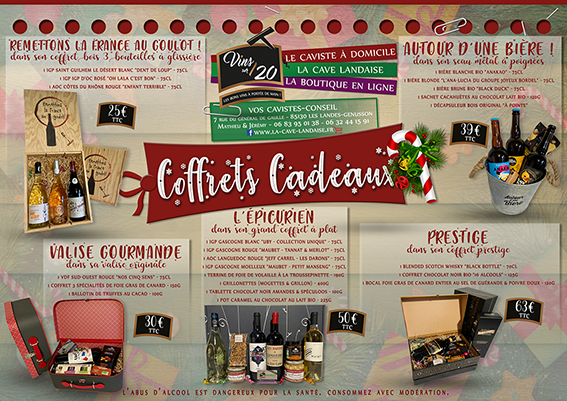 REMETTONS LA FRANCE AU GOULOT !
dans son coffret, bois 3 bouteilles à glissière
1 IGP SAINT GUILHEM LE DÉSERT BLANC "DENT DE LOUP" - 75CL
1 IGP IGP D'OC ROSÉ "OH LALA C'EST BON" - 75CL
1 AOC CÔTES DU RHÔNE ROUGE "ENFANT TERRIBLE" - 75CL
25€
TTC
Vins
sur
20
LE CAVISTE À DOMICILE
LA CAVE LANDAISE
LA BOUTIQUE EN LIGNE
VOS CAVISTES-CONSEIL
7 RUE DU GÉNÉRAL DE GAULLE - 85130 LES LANDES-GENUSSON
MATHIEU & JÉRÉMY - 06 83 95 01 38 - 06 32 44 15 91
WWW.LA-CAVE-LANDAISE.FR
AUTOUR D'UNE BIÈRE !
dans son seau métal à poignées
1 BIÈRE BLANCHE BIO "ANAKAO" - 75CL
1 BIÈRE BLONDE "L'ANA-LUCIA DU GROUPE JOYEUX BORDEL" - 75CL
1 BIÈRE BRUNE BIO "BLACK DUCK" - 75CL
1 SACHET CACAHUÈTES AU CHOCOLAT LAIT BIO - 120G
1 DÉCAPSULEUR BOIS ORIGINAL "À POINTE"
39€
TTC
Coffrets Cadeaux
VALISE GOURMANDE
dans sa valise originale
1 VDF SUD-OUEST ROUGE "NOS CINQ SENS" - 75CL
1 COFFRET 3 SPÉCIALITÉS DE FOIE GRAS DE CANARD - 150G
1 BALLOTIN DE TRUFFES AU CACAO - 100G
30€
TTC
L'ÉPICURIEN
dans son grand coffret à plat
1 IGP GASCOGNE BLANC "UBY - COLLECTION UNIQUE" - 75CL
1 IGP GASCOGNE ROUGE "MAUBET - TANNAT & MERLOT" - 75CL
1 AOC LANGUEDOC ROUGE "JEFF CARREL - LES DARONS" - 75CL
1 IGP GASCOGNE MOELLEUX "MAUBET - PETIT MANSENG" - 75CL
1 TERRINE DE FOIE DE VOLAILLE À LA TROUSSEPINETTE - 90G
1 GRILLONETTES (MOGETTES & GRILLON) - 400G
1 TABLETTE CHOCOLAT NOIR AMANDES & SPÉCULOOS - 100G
1 POT CARAMEL AU CHOCOLAT AU LAIT BIO - 225G
50€
TTC
PRESTIGE
dans son coffret prestige
1 BLENDED SCOTCH WHISKY "BLACK BOTTLE" - 70CL
1 COFFRET CHOCOLAT NOIR BIO "16 ALCOOLS" - 133G
1 BOCAL FOIE GRAS DE CANARD ENTIER AU SEL DE GUÉRANDE & POIVRE DOUX - 180G
63€
TTC
L'ABUS D'ALCOOL EST DANGEREUX POUR LA SANTÉ. CONSOMMEZ AVEC MODÉRATION.